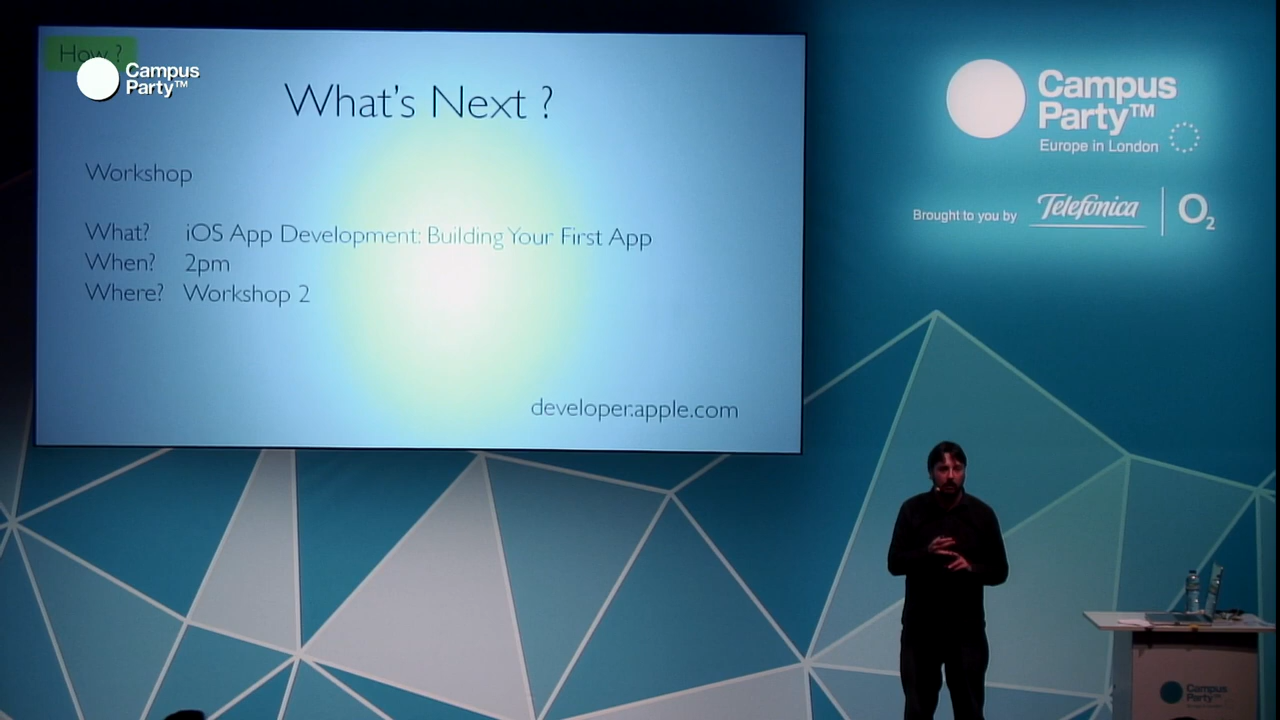 How ?
Campus
Party™
What's Next ?
Workshop
What? iOS App Development: Building Your First App
When? 2pm
Where? Workshop 2
developer.apple.com
Campus
Party™
Europe in London
Brought to you by Telefónica O2
Campus
Party™